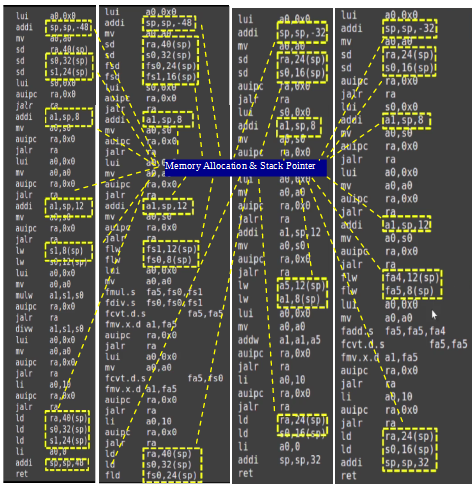 lui a0,0x0
addi sp,sp,-48
mv a0,a0
sd ra,40(sp)
sd s0,32(sp)
sd s1,24(sp)
lui s0,0x0
auipc ra,0x0
jalr ra
addi a1,sp,8
mv a0,s0
auipc ra,0x0
jalr ra
lui a0,0x0
mv a0,a0
auipc ra,0x0
jalr ra
addi a1,sp,12
mv a0,s0
auipc ra,0x0
jalr ra
lw s1,8(sp)
lw s0,12(sp)
lui a0,0x0
mv a0,a0
mulw a1,s1,s0
auipc ra,0x0
jalr ra
divw a1,s1,s0
lui a0,0x0
mv a0,a0
auipc ra,0x0
jalr ra
li a0,10
auipc ra,0x0
jalr ra
ld ra,40(sp)
ld s0,32(sp)
ld s1,24(sp)
li a0,0
addi sp,sp,48
ret
lui a0,0x0
addi sp,sp,-48
mv a0,a0
sd ra,40(sp)
sd s0,32(sp)
fsd fs0,24(sp)
fsd fs1,16(sp)
lui s0,0x0
auipc ra,0x0
jalr ra
addi a1,sp,8
mv a0,s0
auipc ra,0x0
jalr ra
lui a0,0x0
mv a0,a0
auipc ra,0x0
jalr ra
addi a1,sp,12
mv a0,s0
auipc ra,0x0
jalr ra
flw fs1,12(sp)
flw fs0,8(sp)
lui a0,0x0
mv a0,a0
fmul.s fa5,fs0,fs1
fdiv.s fs0,fs0,fs1
fcvt.d.s fa5,fa5
fmv.x.d a1,fa5
auipc ra,0x0
jalr ra
lui a0,0x0
mv a0,a0
fcvt.d.s fa5,fs0
fmv.x.d a1,fa5
auipc ra,0x0
jalr ra
li a0,10
auipc ra,0x0
jalr ra
ld ra,40(sp)
ld s0,32(sp)
fld fs0,24(sp)
Memory Allocation & Stack Pointer
lui a0,0x0
addi sp,sp,-32
mv a0,a0
sd ra,24(sp)
sd s0,16(sp)
auipc ra,0x0
jalr ra
lui s0,0x0
addi a1,sp,8
mv a0,s0
auipc ra,0x0
jalr ra
lui a0,0x0
mv a0,a0
auipc ra,0x0
jalr ra
addi a1,sp,12
mv a0,s0
auipc ra,0x0
jalr ra
lw a5,12(sp)
lw a1,8(sp)
lui a0,0x0
mv a0,a0
addw a1,a1,a5
auipc ra,0x0
jalr ra
li a0,10
auipc ra,0x0
jalr ra
ld ra,24(sp)
ld s0,16(sp)
li a0,0
addi sp,sp,32
ret
lui a0,0x0
addi sp,sp,-32
mv a0,a0
sd ra,24(sp)
sd s0,16(sp)
auipc ra,0x0
jalr ra
lui s0,0x0
addi a1,sp,8
mv a0,s0
auipc ra,0x0
jalr ra
lui a0,0x0
mv a0,a0
auipc ra,0x0
jalr ra
addi a1,sp,12
mv a0,s0
auipc ra,0x0
jalr ra
flw fa4,12(sp)
flw fa5,8(sp)
lui a0,0x0
mv a0,a0
fadd.s fa5,fa5,fa4
fcvt.d.s fa5,fa5
fmv.x.d a1,fa5
auipc ra,0x0
jalr ra
li a0,10
auipc ra,0x0
jalr ra
ld ra,24(sp)
ld s0,16(sp)
addi sp,sp,32
ret